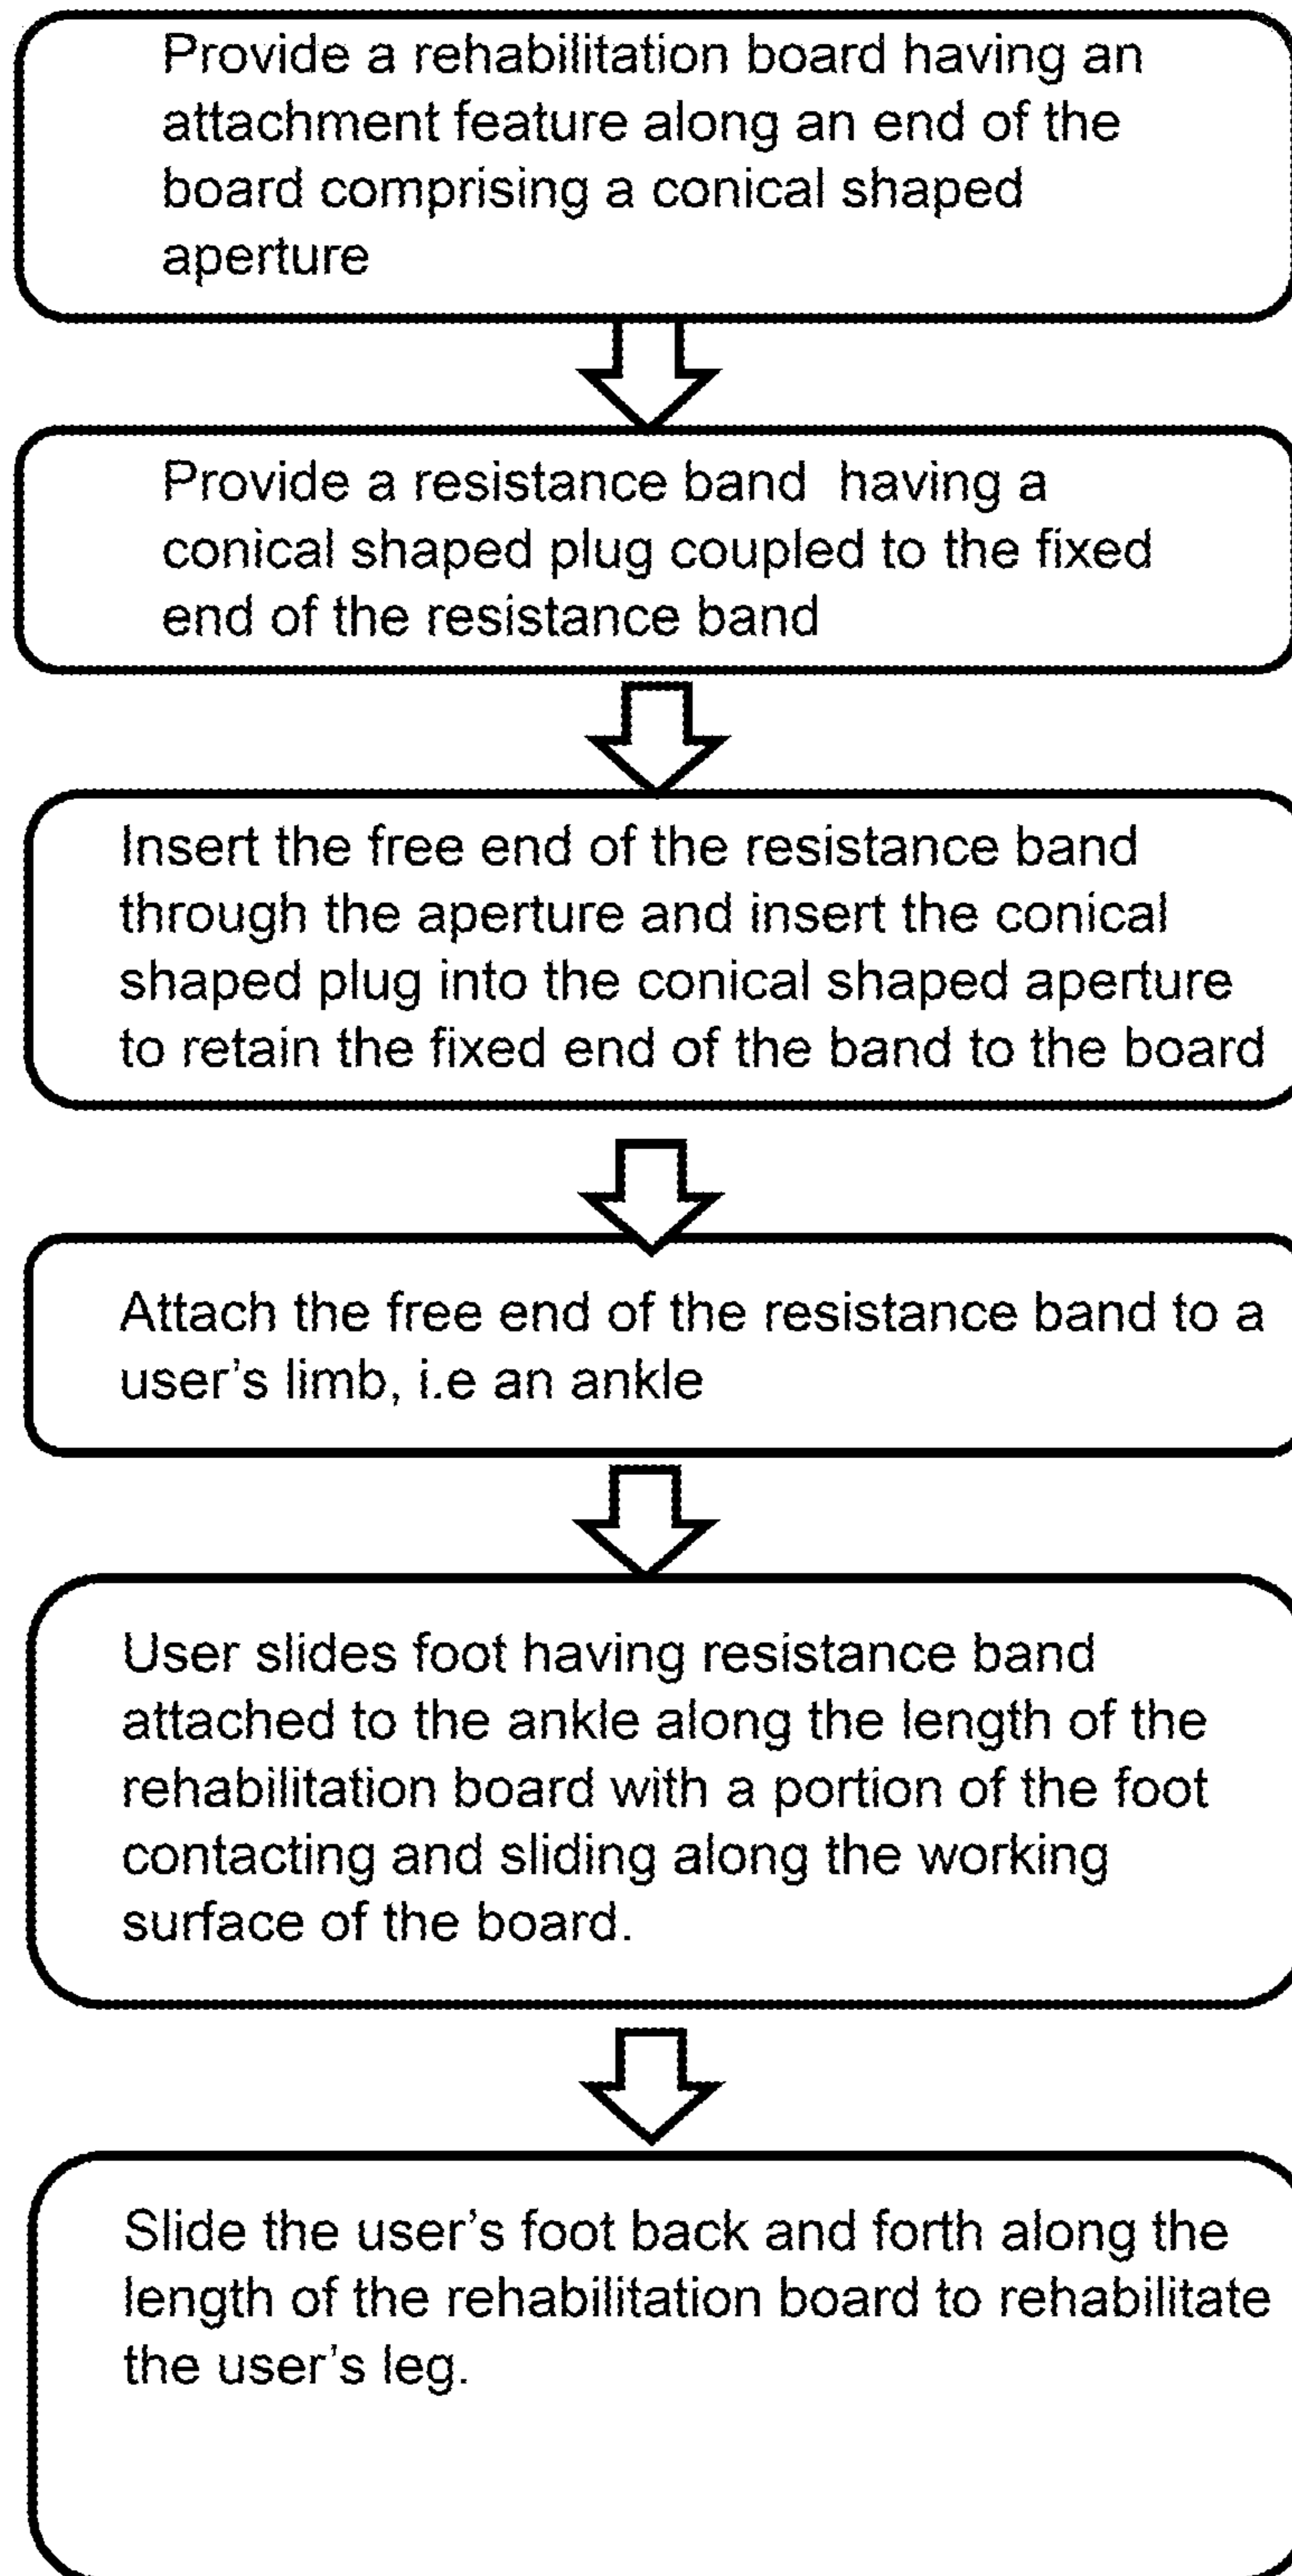 Provide a rehabilitation board having an
attachment feature along an end of the
board comprising a conical shaped
aperture
Provide a resistance band  having a
conical shaped plug coupled to the fixed
end of the resistance band
Insert the free end of the resistance band
through the aperture and insert the conical
shaped plug into the conical shaped aperture
to retain the fixed end of the band to the board
Attach the free end of the resistance band to a
user’s limb, i.e an ankle
User slides foot having resistance band
attached to the ankle along the length of the
rehabilitation board with a portion of the foot
contacting and sliding along the working
surface of the board.
Slide the user’s foot back and forth along the
length of the rehabilitation board to rehabilitate
the user’s leg.